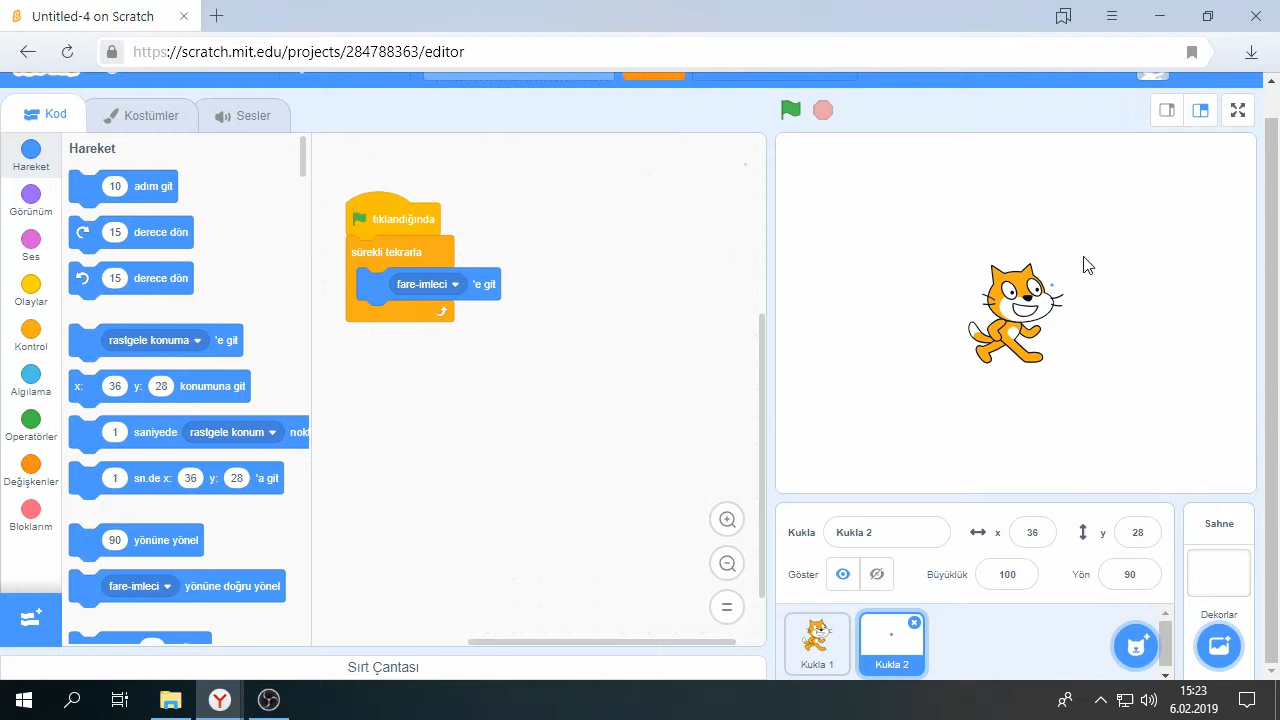 Untitled-4 on Scratch
https://scratch.mit.edu/projects/284788363/editor
Kod
Kostümler
Sesler
Hareket
Görünüm
Ses
Olaylar
Kontrol
Algılama
Operatörler
Değişkenler
Bloklarım
Hareket
10 adım git
15 derece dön
15 derece dön
rastgele konuma 'e git
x: 36 y: 28 konumuna git
1 saniyede rastgele konum
1 sn.de x: 36 y: 28 'a git
90 yönüne yönel
fare-imleci yönüne doğru yönel
tıklandığında
sürekli tekrarla
fare-imleci 'e git
Sırt Çantası
Kukla Kukla 2 x 36 y 28
Göster Büyüklük 100 Yön 90
Kukla 1
Kukla 2
Sahne
Dekorlar
15:23
6.02.2019